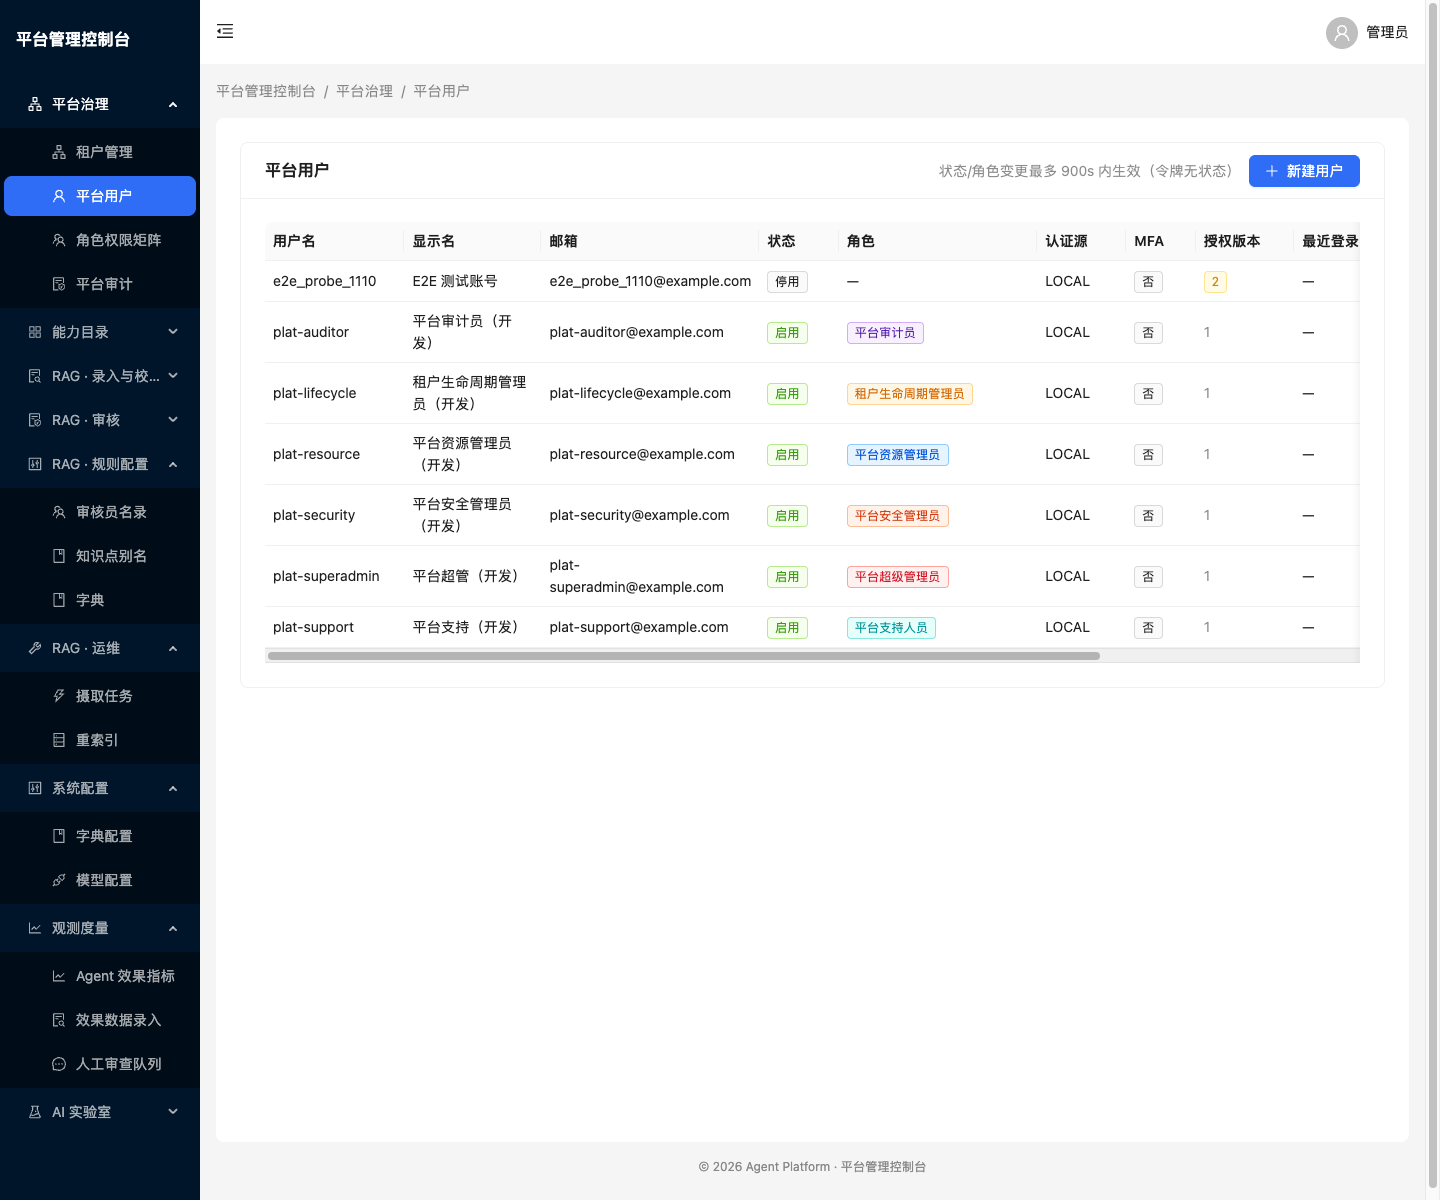 平台管理控制台
管理员
平台治理
租户管理
平台用户
角色权限矩阵
平台审计
能力目录
RAG · 录入与校...
RAG · 审核
RAG · 规则配置
审核员名录
知识点别名
字典
RAG · 运维
摄取任务
重索引
系统配置
字典配置
模型配置
观测度量
Agent 效果指标
效果数据录入
人工审查队列
AI 实验室
平台管理控制台 / 平台治理 / 平台用户
平台用户
状态/角色变更最多 900s 内生效（令牌无状态）
新建用户
用户名 显示名 邮箱 状态 角色 认证源 MFA 授权版本 最近登录
e2e_probe_1110 E2E 测试账号 e2e_probe_1110@example.com 停用 — LOCAL 否 2 —
plat-auditor 平台审计员（开
发） plat-auditor@example.com 启用 平台审计员 LOCAL 否 1 —
plat-lifecycle 租户生命周期管理
员（开发） plat-lifecycle@example.com 启用 租户生命周期管理员 LOCAL 否 1 —
plat-resource 平台资源管理员
（开发） plat-resource@example.com 启用 平台资源管理员 LOCAL 否 1 —
plat-security 平台安全管理员
（开发） plat-security@example.com 启用 平台安全管理员 LOCAL 否 1 —
plat-superadmin 平台超管（开发） plat-
superadmin@example.com 启用 平台超级管理员 LOCAL 否 1 —
plat-support 平台支持（开发） plat-support@example.com 启用 平台支持人员 LOCAL 否 1 —
© 2026 Agent Platform · 平台管理控制台